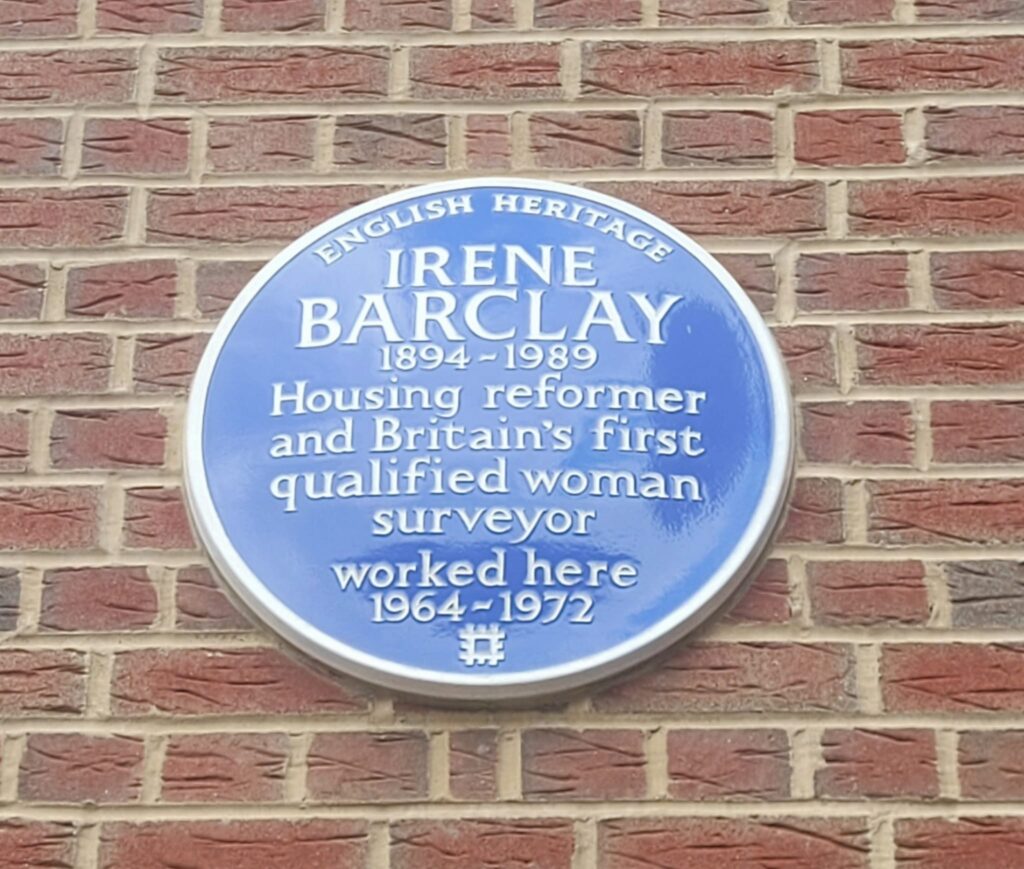 ENGLISH HERITAGE
IRENE
BARCLAY
1894-1989
Housing reformer
and Britain's first
qualified woman
surveyor
worked here
1964-1972